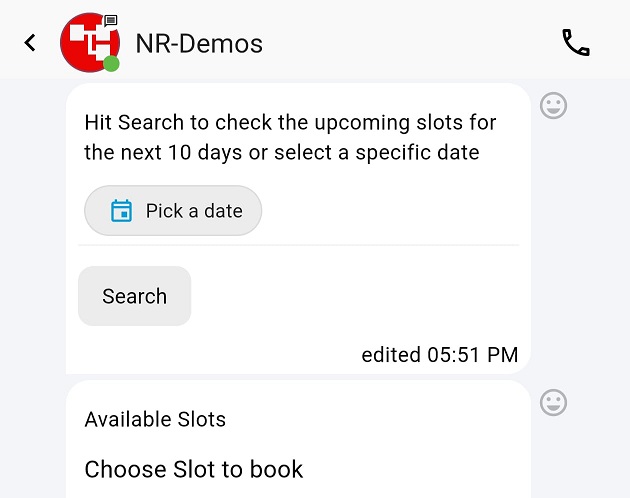 NR-Demos
Hit Search to check the upcoming slots for
the next 10 days or select a specific date
Pick a date
Search
edited 05:51 PM
Available Slots
Choose Slot to book